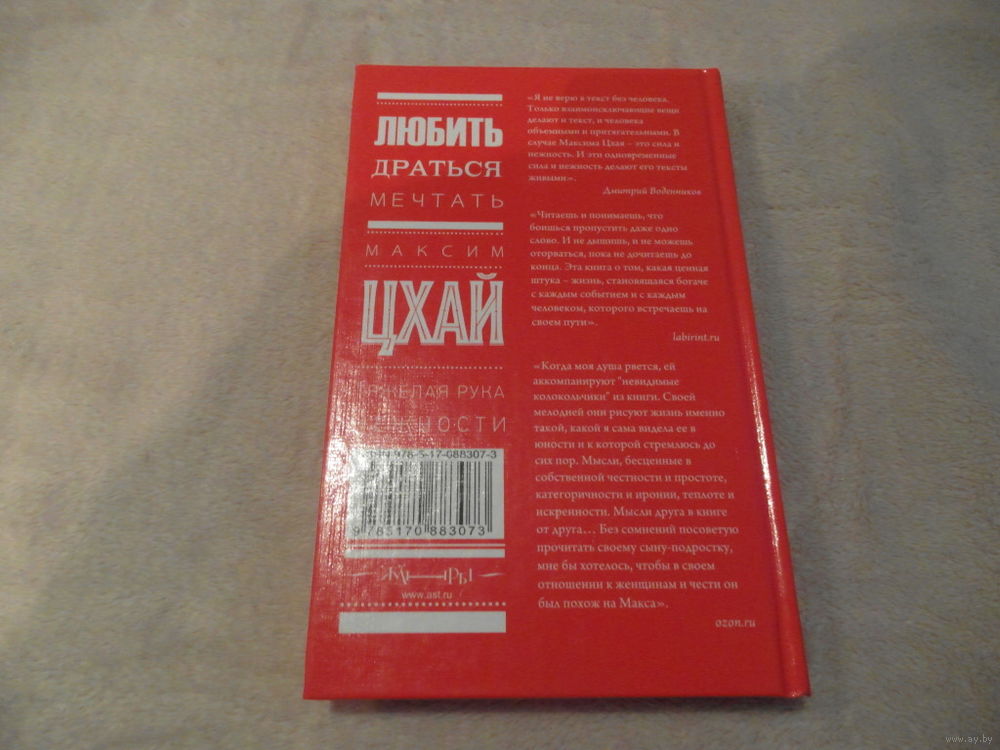 ЛЮБИТЬ
ДРАТЬСЯ
МЕЧТАТЬ
МАКСИМ
ЦХАЙ
РУКА
ISBN 978-5-17-088307-3
9 785170 883073
www.ast.ru
«Я не верю в текст без человека.
Только взаимоисключающие вещи
делают и текст, и человека
объемными и притягательными. В
случае Максима Цхая – это сила и
нежность. И эти одновременные
сила и нежность делают его тексты
живыми».
Дмитрий Воденников
«Читаешь и понимаешь, что
боишься пропустить даже одно
слово. И не дышишь, и не можешь
оторваться, пока не дочитаешь до
конца. Эта книга о том, какая ценная
штука – жизнь, становящаяся богаче
с каждым событием и с каждым
человеком, которого встречаешь на
своем пути».
labirint.ru
«Когда моя душа рвется, ей
аккомпанируют "невидимые
колокольчики" из книги. Своей
мелодией они рисуют жизнь именно
такой, какой я сама видела ее в
юности и к которой стремлюсь до
сих пор. Мысли, бесценные в
собственной честности и простоте,
категоричности и иронии, теплоте и
искренности. Мысли друга в книге
от друга… Без сомнений посоветую
прочитать своему сыну-подростку,
мне бы хотелось, чтобы в своем
отношении к женщинам и чести он
был похож на Макса».
ozon.ru
www.ay.by